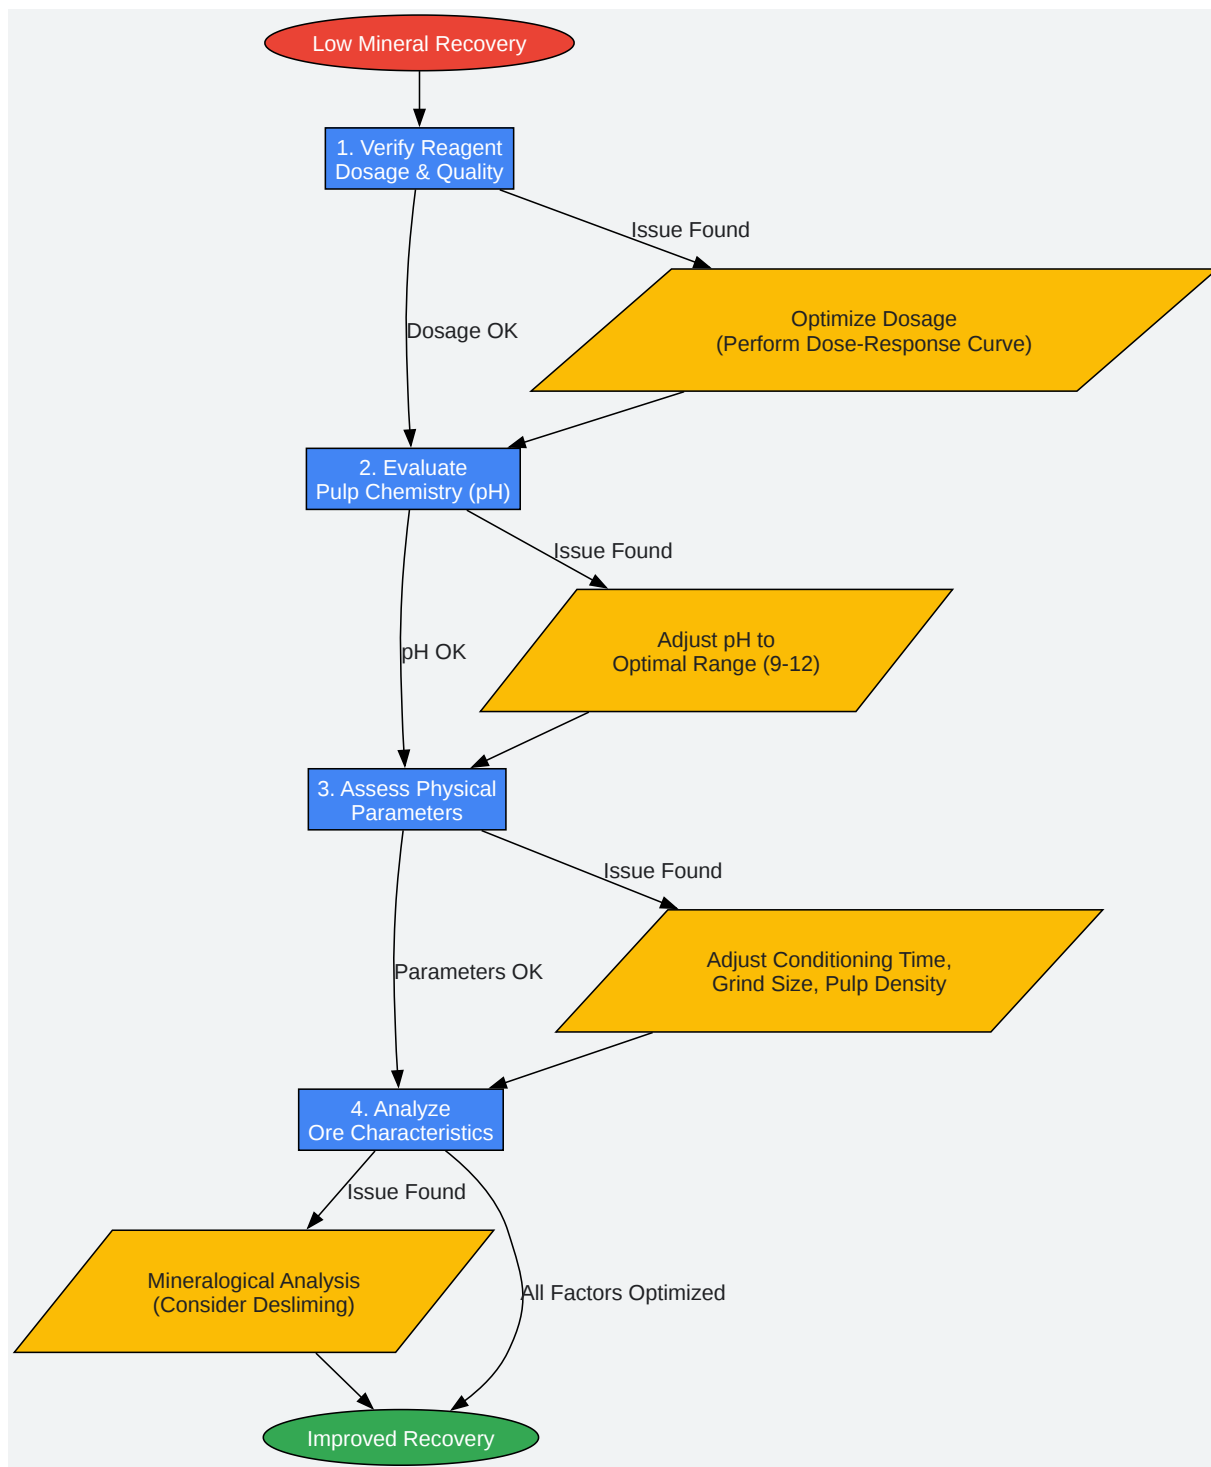 Low Mineral Recovery
1. Verify Reagent
Dosage & Quality
Issue Found
Optimize Dosage
(Perform Dose-Response Curve)
Dosage OK
2. Evaluate
Pulp Chemistry (pH)
Issue Found
Adjust pH to
Optimal Range (9-12)
pH OK
3. Assess Physical
Parameters
Issue Found
Adjust Conditioning Time,
Grind Size, Pulp Density
Parameters OK
4. Analyze
Ore Characteristics
Issue Found
Mineralogical Analysis
(Consider Desliming)
All Factors Optimized
Improved Recovery